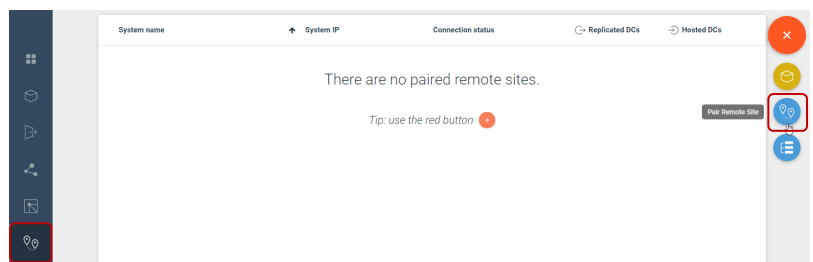 System name System IP Connection status Replicated DCs Hosted DCs
There are no paired remote sites.
Pair Remote Site
Tip: use the red button